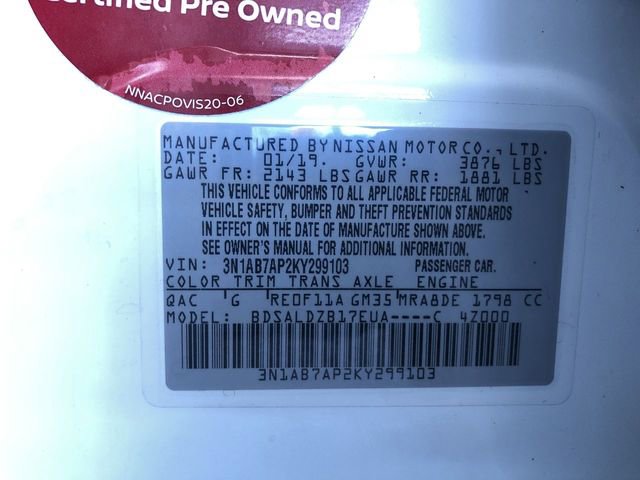 Certified Pre Owned
NNACPOVIS20-06
MANUFACTURED BY NISSAN MOTOR CO., LTD.
DATE: 01/19. GVWR: 3876 LBS
GAWR FR: 2143 LBS GAWR RR: 1881 LBS
THIS VEHICLE CONFORMS TO ALL APPLICABLE FEDERAL MOTOR
VEHICLE SAFETY, BUMPER AND THEFT PREVENTION STANDARDS
IN EFFECT ON THE DATE OF MANUFACTURE SHOWN ABOVE.
SEE OWNER'S MANUAL FOR ADDITIONAL INFORMATION.
VIN: 3N1AB7AP2KY299103 PASSENGER CAR.
COLOR TRIM TRANS AXLE ENGINE
QAC G RE0F11A GM35 MRA8DE 1798 CC
MODEL: BDSALDZB17EUA----C 4Z000
3N1AB7AP2KY299103